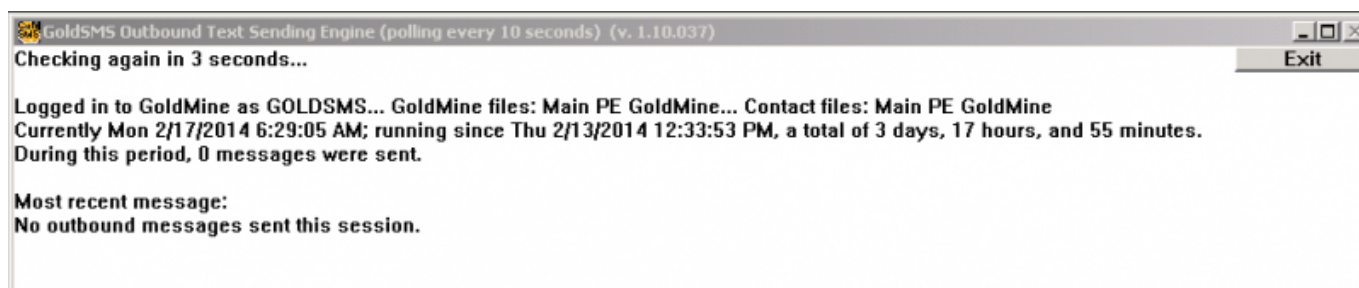 GoldSMS Outbound Text Sending Engine (polling every 10 seconds) (v. 1.10.037)
Checking again in 3 seconds...
Exit
Logged in to GoldMine as GOLDSMS... GoldMine files: Main PE GoldMine... Contact files: Main PE GoldMine
Currently Mon 2/17/2014 6:29:05 AM; running since Thu 2/13/2014 12:33:53 PM, a total of 3 days, 17 hours, and 55 minutes.
During this period, 0 messages were sent.
Most recent message:
No outbound messages sent this session.